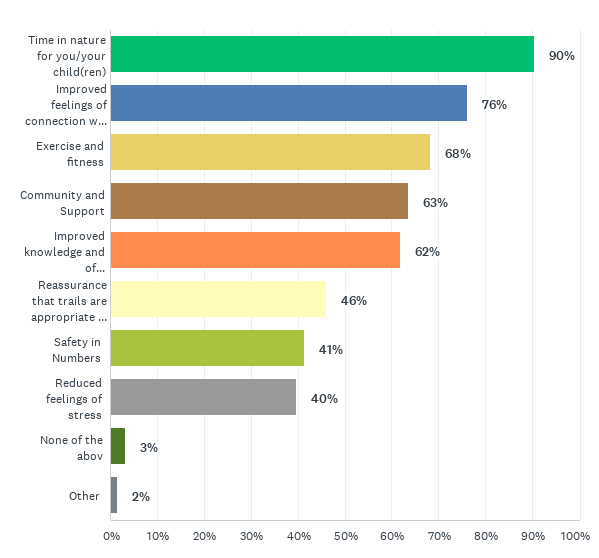 Time in nature
for you/your
child(ren)
90%
Improved
feelings of
connection w...
76%
Exercise and
fitness
68%
Community and
Support
63%
Improved
knowledge and
of...
62%
Reassurance
that trails are
appropriate ...
46%
Safety in
Numbers
41%
Reduced
feelings of
stress
40%
None of the
abov
3%
Other
2%
0% 10% 20% 30% 40% 50% 60% 70% 80% 90% 100%